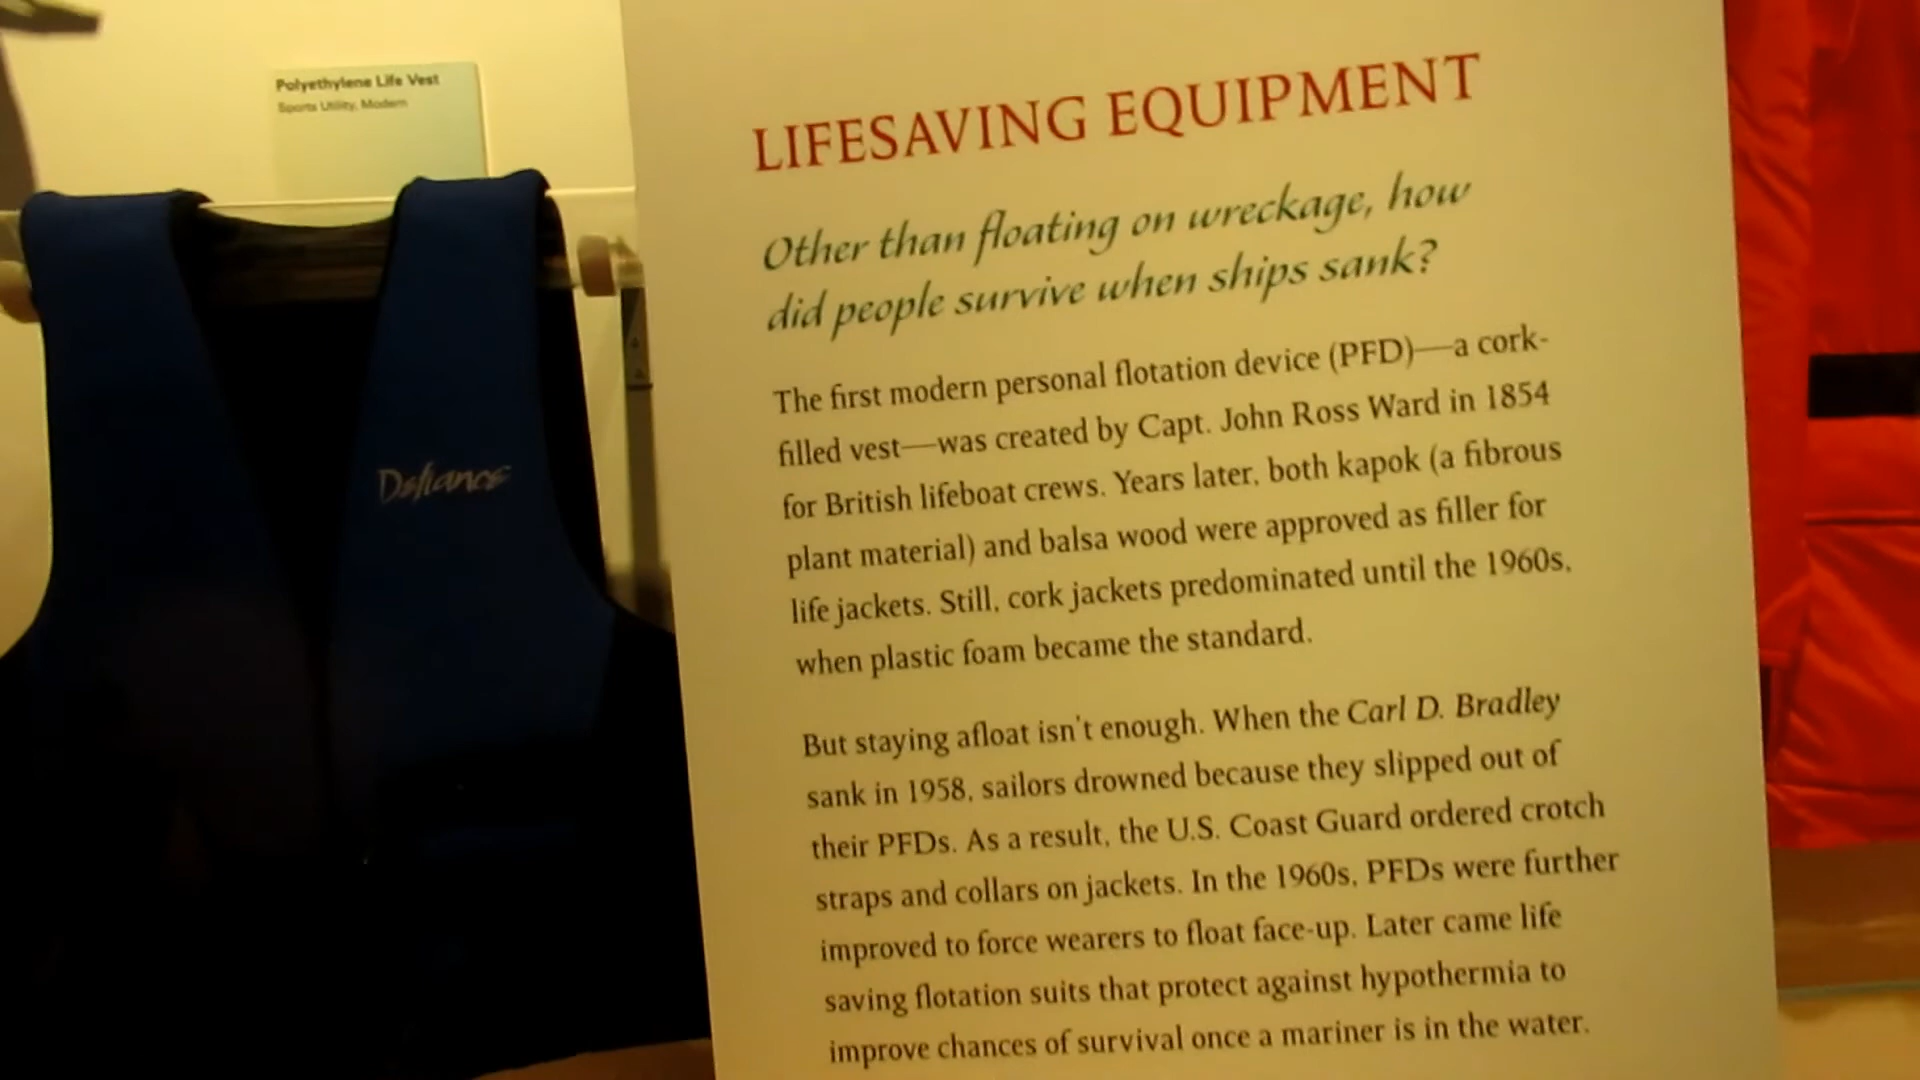 Polyethylene Life Vest
Sports Utility, Modern
Defiance
LIFESAVING EQUIPMENT
Other than floating on wreckage, how
did people survive when ships sank?
The first modern personal flotation device (PFD)—a cork-
filled vest—was created by Capt. John Ross Ward in 1854
for British lifeboat crews. Years later, both kapok (a fibrous
plant material) and balsa wood were approved as filler for
life jackets. Still, cork jackets predominated until the 1960s,
when plastic foam became the standard.
But staying afloat isn't enough. When the Carl D. Bradley
sank in 1958, sailors drowned because they slipped out of
their PFDs. As a result, the U.S. Coast Guard ordered crotch
straps and collars on jackets. In the 1960s, PFDs were further
improved to force wearers to float face-up. Later came life
saving flotation suits that protect against hypothermia to
improve chances of survival once a mariner is in the water.